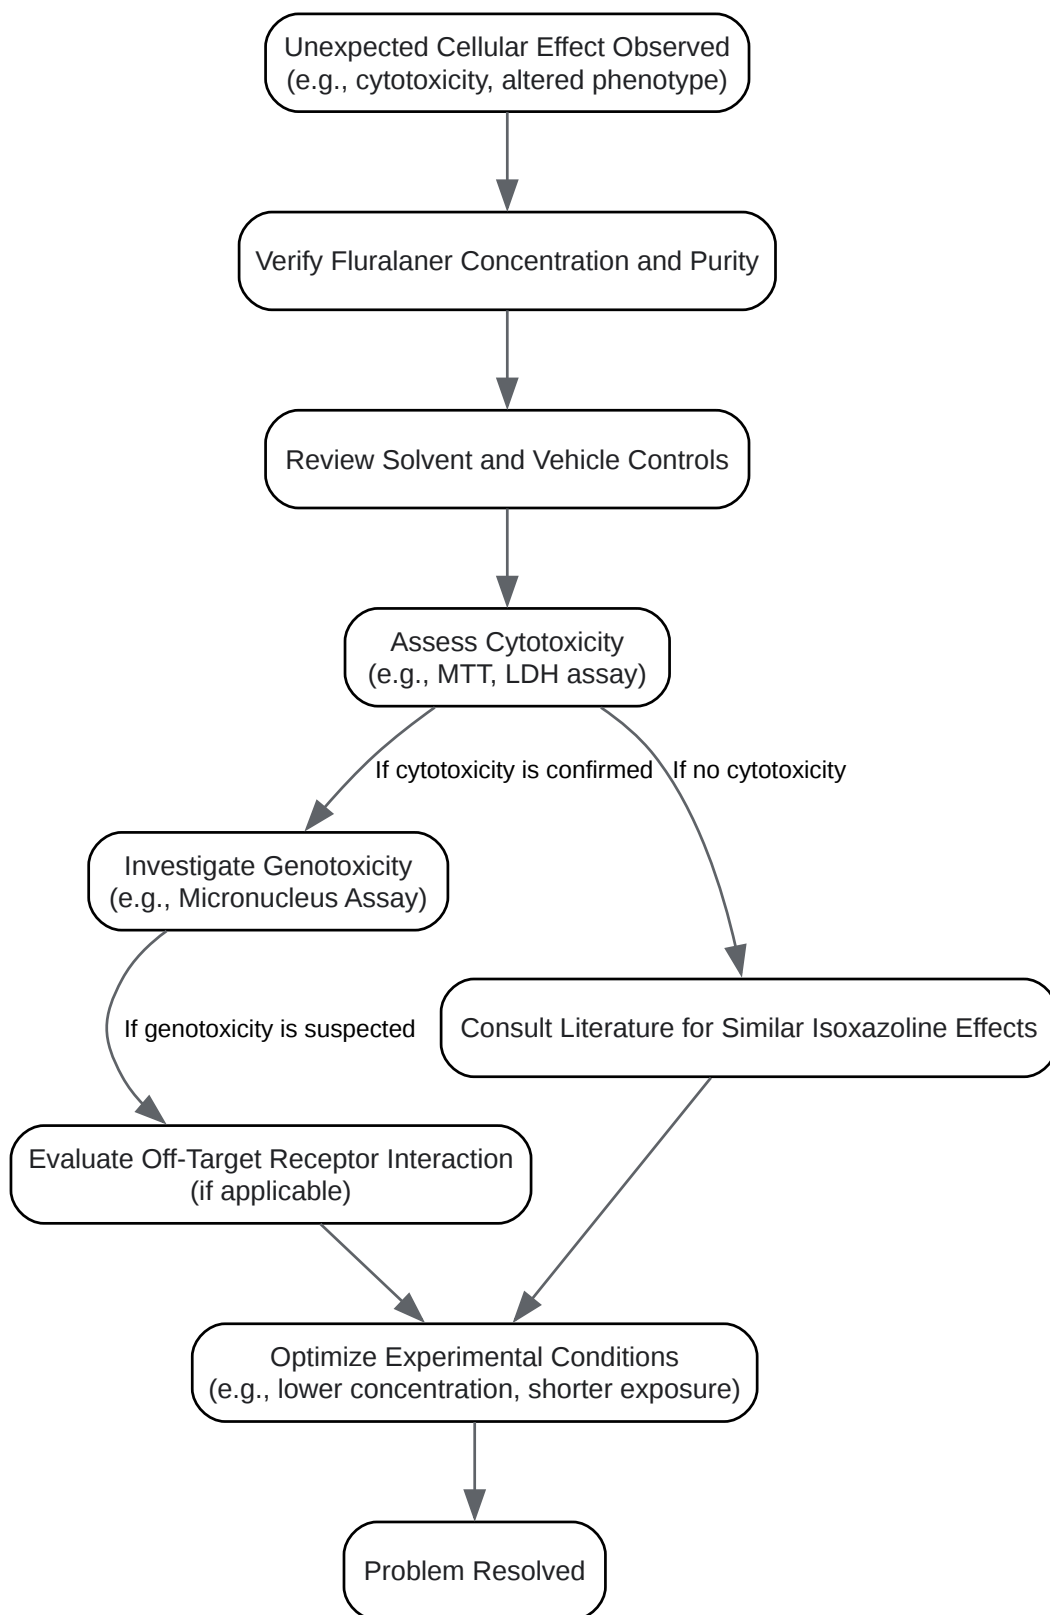 Unexpected Cellular Effect Observed
(e.g., cytotoxicity, altered phenotype)
Verify Fluralaner Concentration and Purity
Review Solvent and Vehicle Controls
Assess Cytotoxicity
(e.g., MTT, LDH assay)
If cytotoxicity is confirmed
If no cytotoxicity
Investigate Genotoxicity
(e.g., Micronucleus Assay)
If genotoxicity is suspected
Consult Literature for Similar Isoxazoline Effects
Evaluate Off-Target Receptor Interaction
(if applicable)
Optimize Experimental Conditions
(e.g., lower concentration, shorter exposure)
Problem Resolved